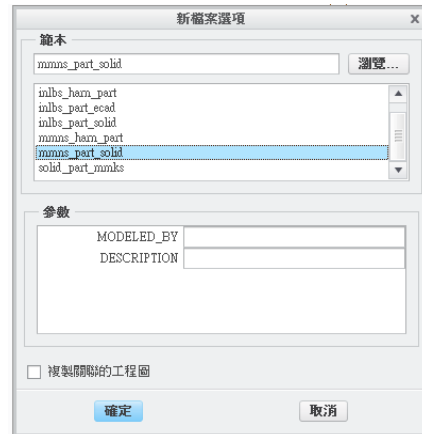 新檔案選項 x
範本
mmns_part_solid 瀏覽...
inlbs_harn_part
inlbs_part_ecad
inlbs_part_solid
mmns_harn_part
mmns_part_solid
solid_part_mmks
參數
MODELED_BY
DESCRIPTION
複製關聯的工程圖
確定 取消